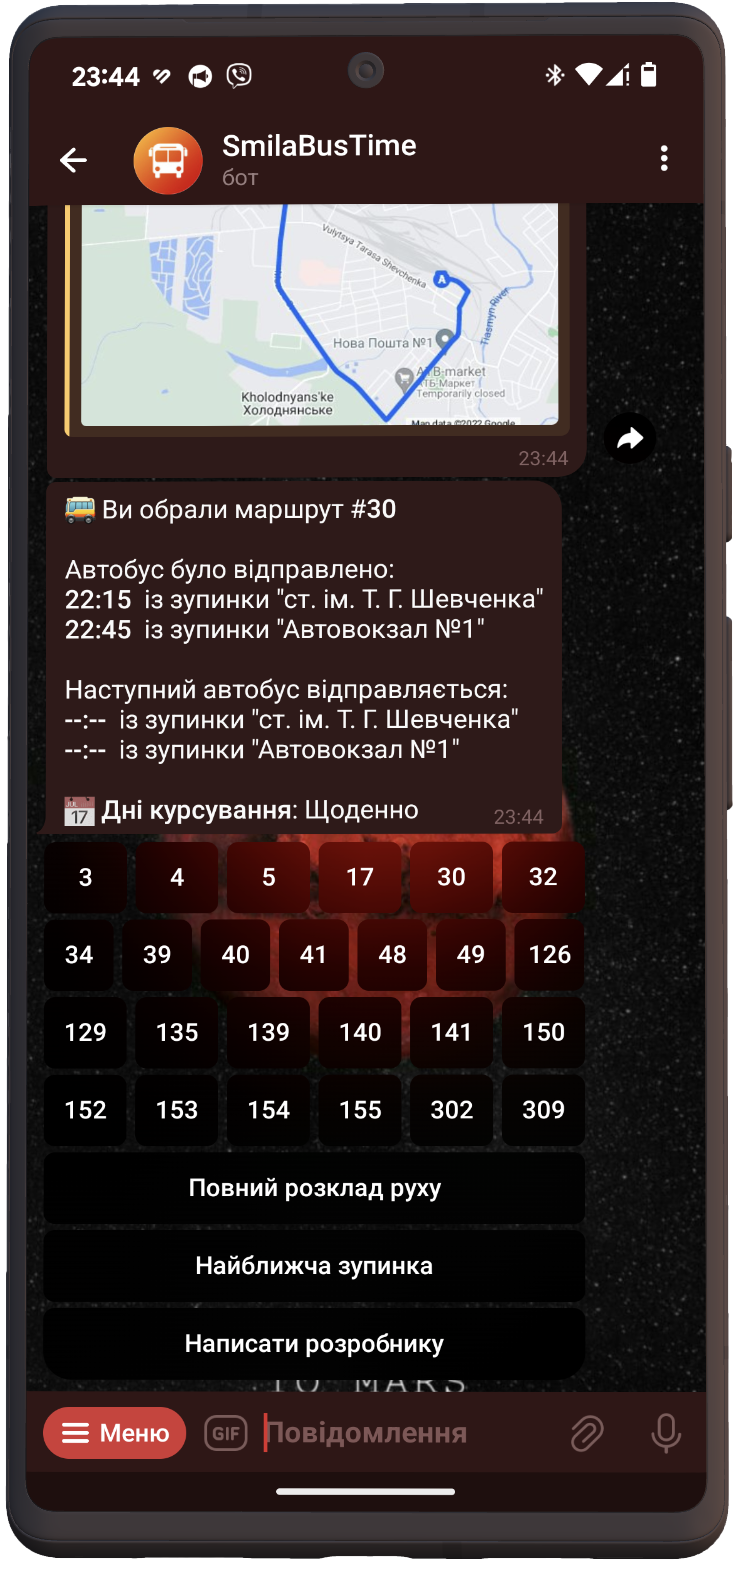 23:44
SmilaBusTime
бот
Vulytsya Tarasa Shevchenka
A
Tiasmyn River
Нова Пошта №1
ATB-market
АТБ-Маркет
Temporarily closed
Kholodnyans'ke
Холоднянське
Map data ©2022 Google
23:44
Ви обрали маршрут #30
Автобус було відправлено:
22:15 із зупинки "ст. ім. Т. Г. Шевченка"
22:45 із зупинки "Автовокзал №1"
Наступний автобус відправляється:
--:-- із зупинки "ст. ім. Т. Г. Шевченка"
--:-- із зупинки "Автовокзал №1"
JUL
17 Дні курсування: Щоденно
23:44
3 4 5 17 30 32
34 39 40 41 48 49 126
129 135 139 140 141 150
152 153 154 155 302 309
Повний розклад руху
Найближча зупинка
Написати розробнику
TO MARS
Меню GIF Повідомлення